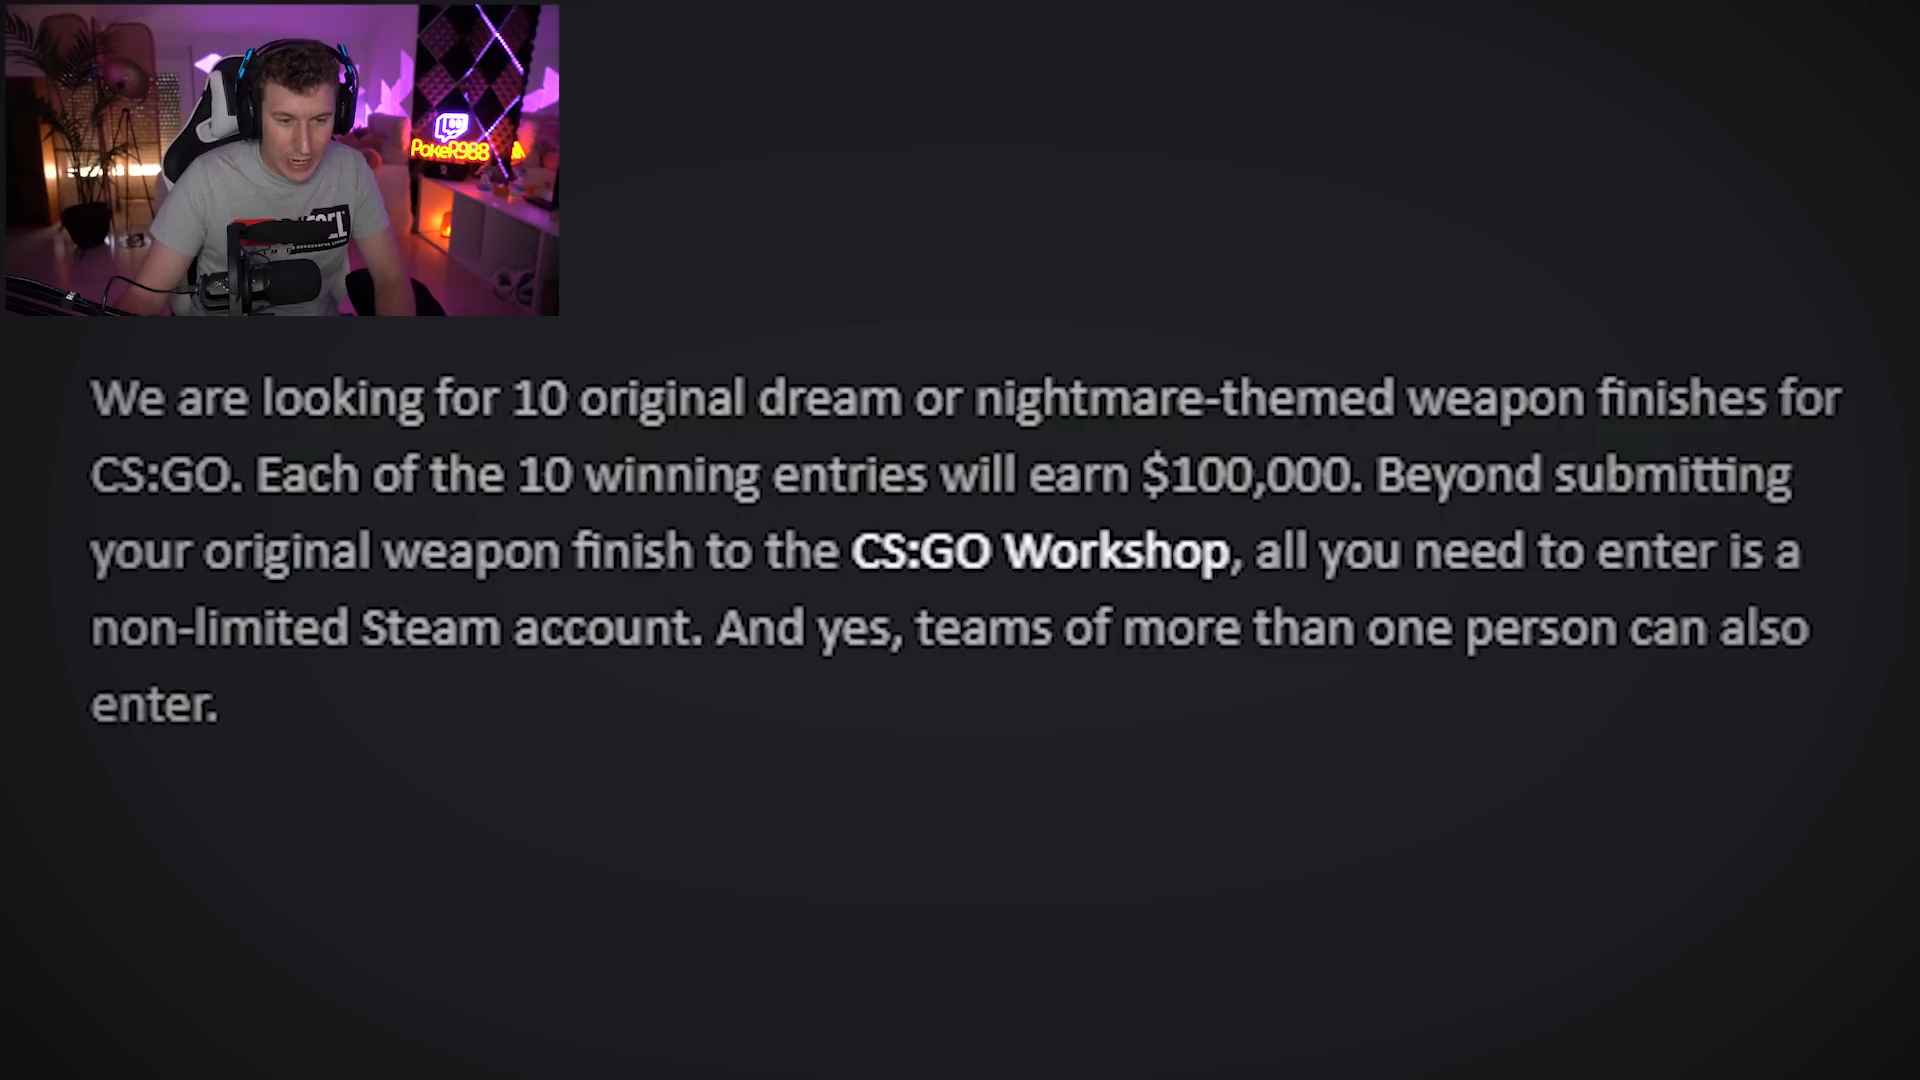 PokeR988
We are looking for 10 original dream or nightmare-themed weapon finishes for
CS:GO. Each of the 10 winning entries will earn $100,000. Beyond submitting
your original weapon finish to the CS:GO Workshop, all you need to enter is a
non-limited Steam account. And yes, teams of more than one person can also
enter.